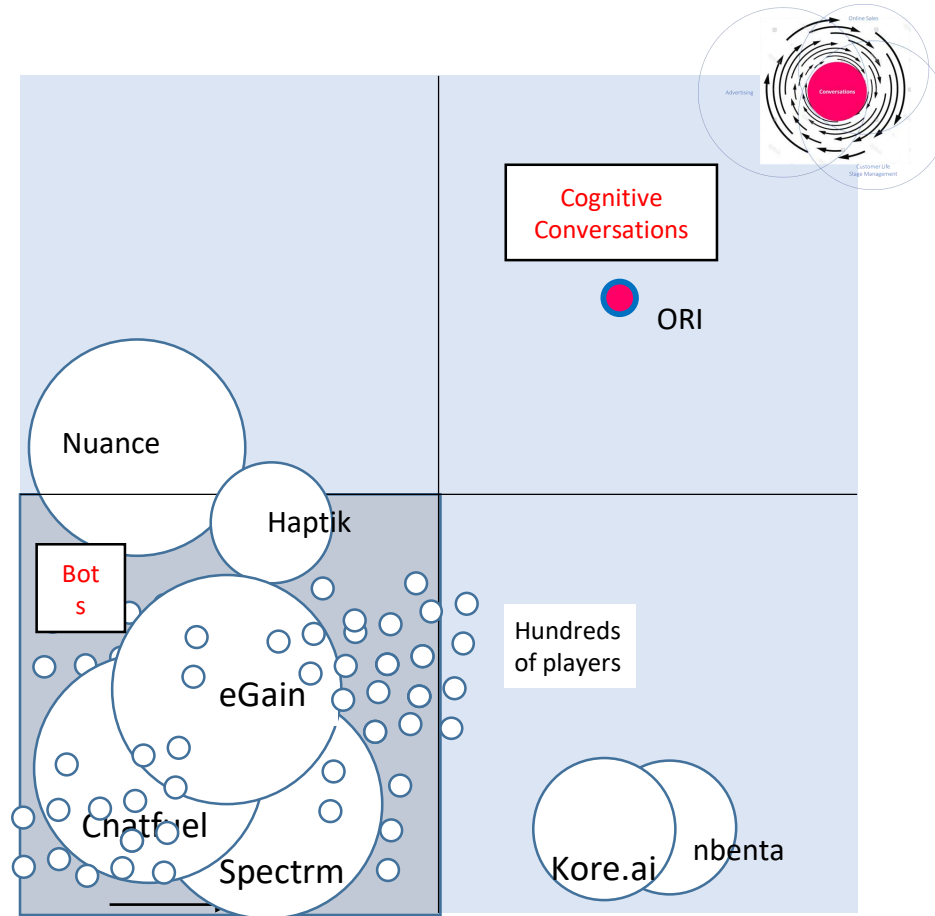 Online Sales
Advertising
Conversations
Customer Life
Stage Management
Cognitive
Conversations
ORI
Nuance
Haptik
Bot
s
Hundreds
of players
eGain
Chatfuel
Spectrm
Kore.ai
nbenta